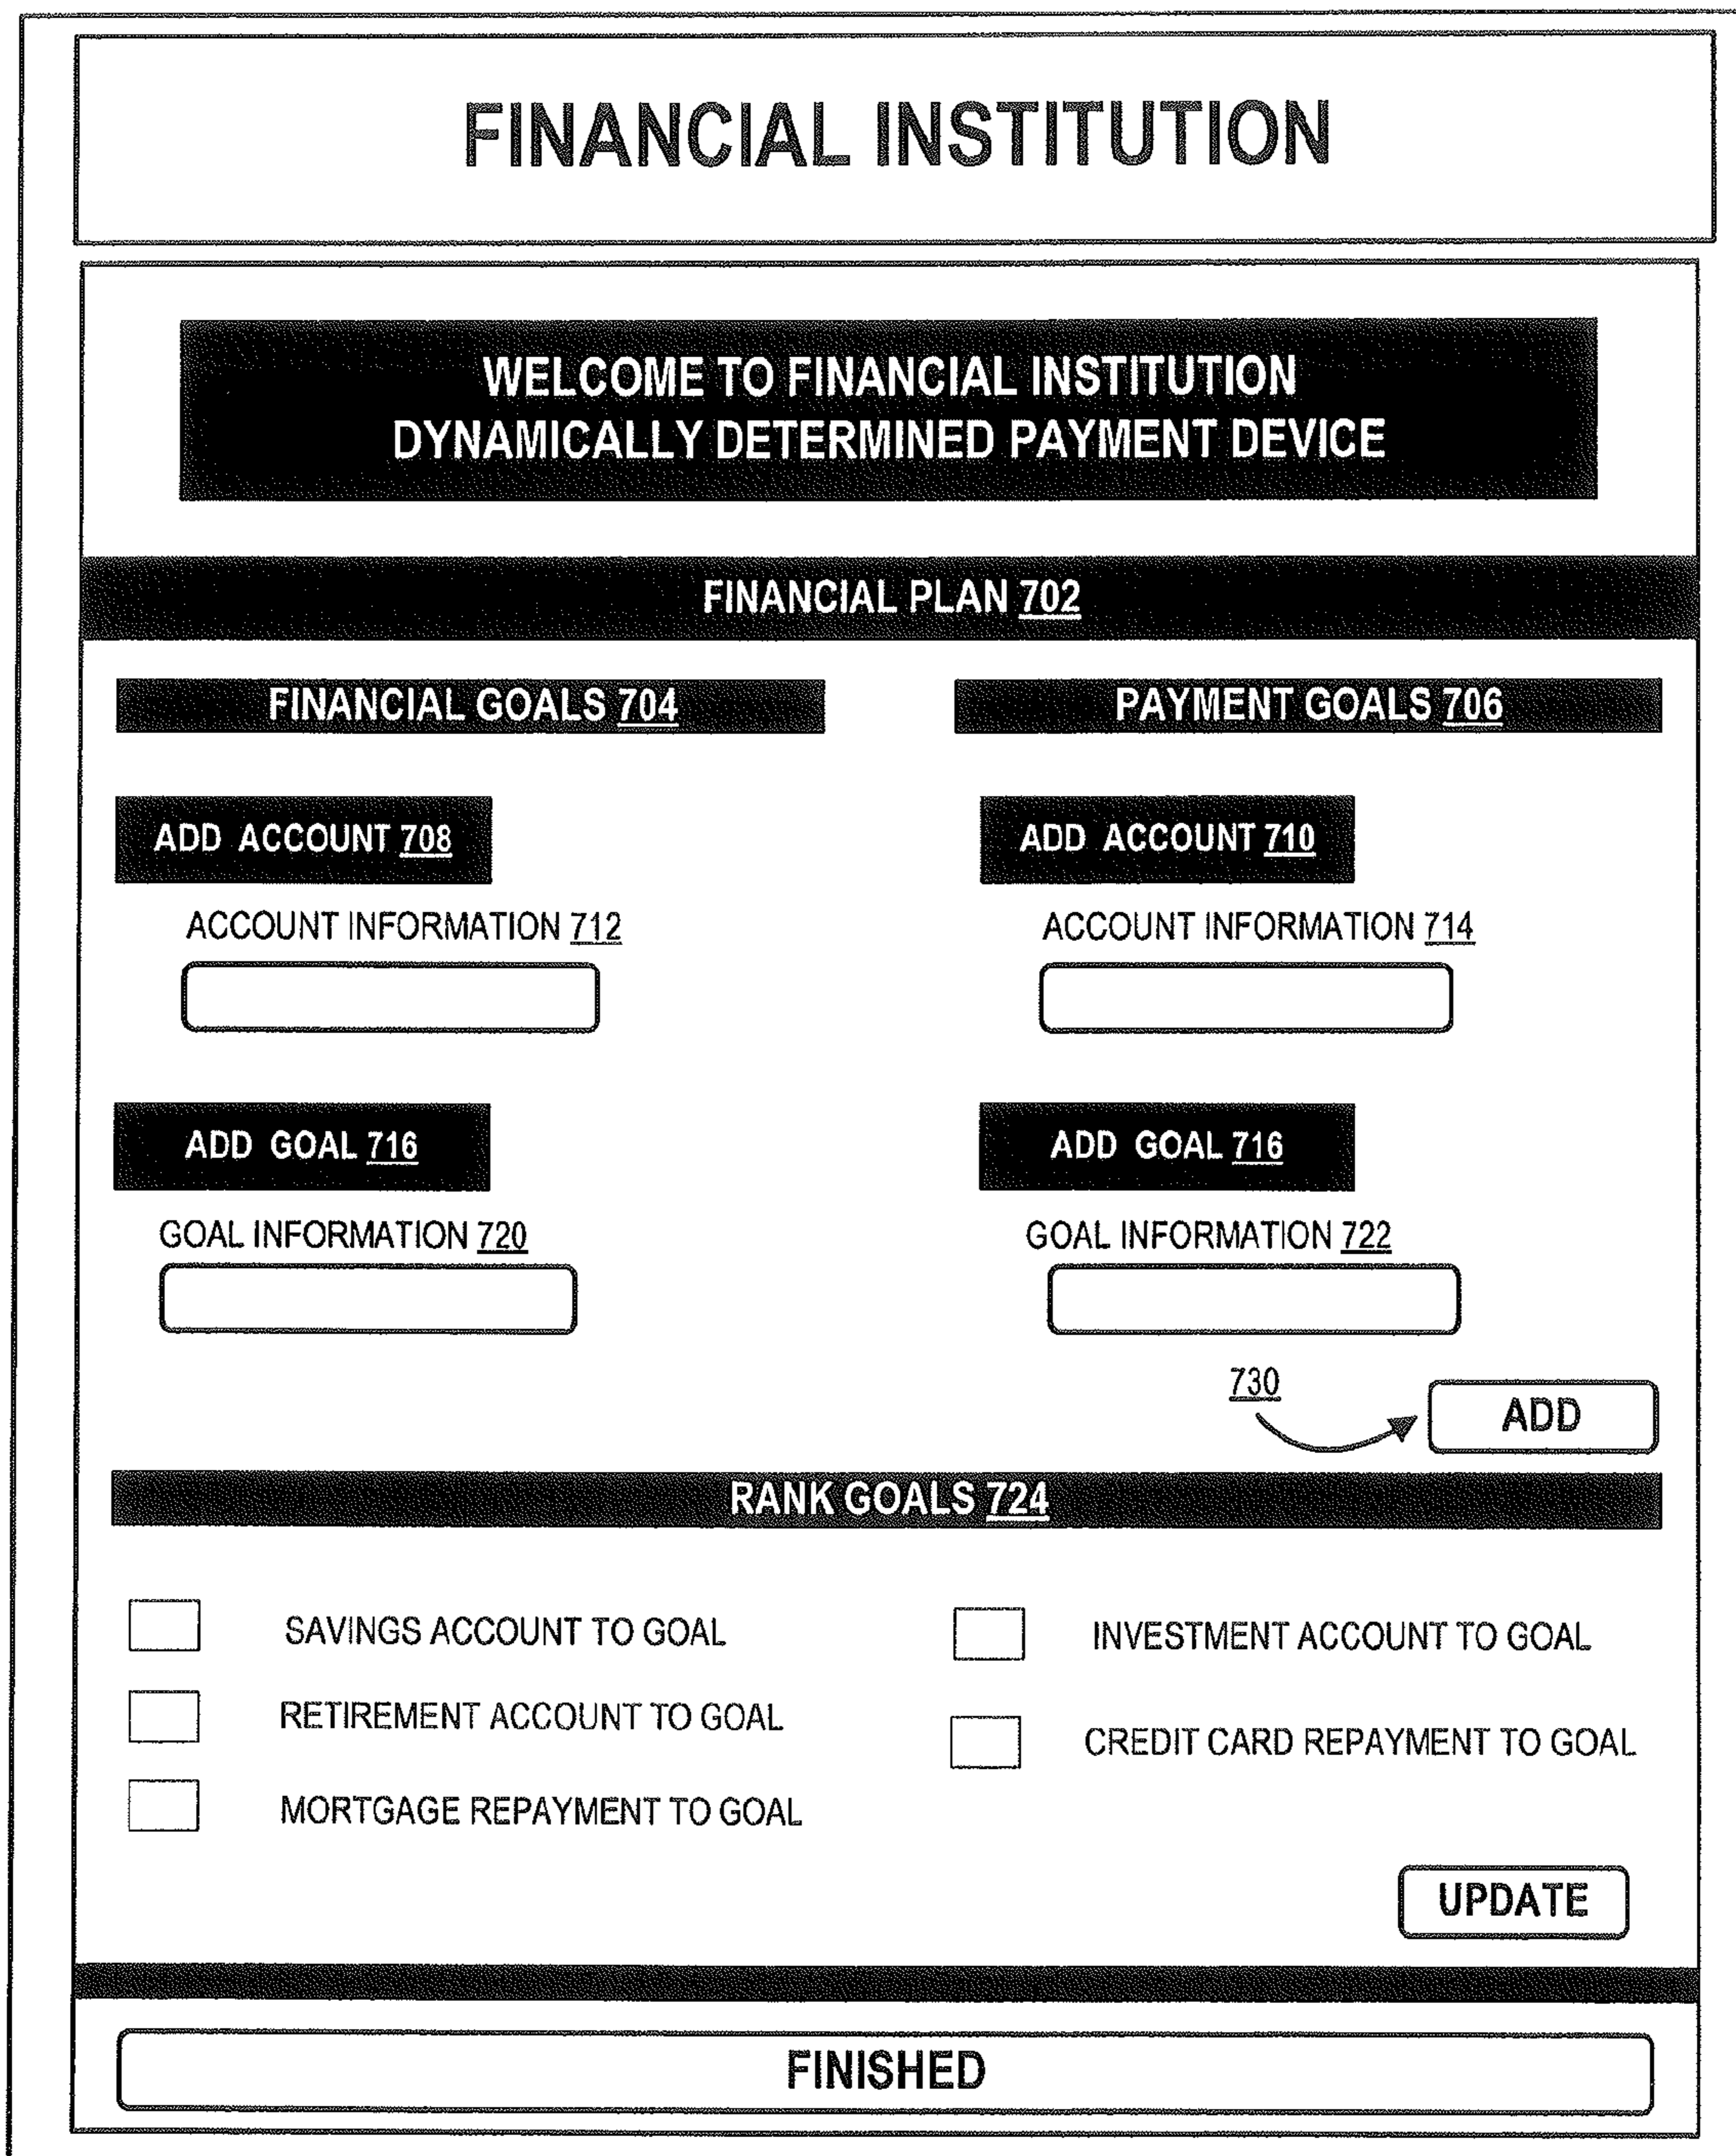 FINANCIAL INSTITUTION
WELCOME TO FINANCIAL INSTITUTION
DYNAMICALLY DETERMINED PAYMENT DEVICE
FINANCIAL PLAN 702
FINANCIAL GOALS 704
PAYMENT GOALS 706
ADD ACCOUNT 708
ADD ACCOUNT 710
ACCOUNT INFORMATION 712
ACCOUNT INFORMATION 714
ADD GOAL 716
ADD GOAL 716
GOAL INFORMATION 720
GOAL INFORMATION 722
730
ADD
RANK GOALS 724
SAVINGS ACCOUNT TO GOAL
INVESTMENT ACCOUNT TO GOAL
RETIREMENT ACCOUNT TO GOAL
CREDIT CARD REPAYMENT TO GOAL
MORTGAGE REPAYMENT TO GOAL
UPDATE
FINISHED